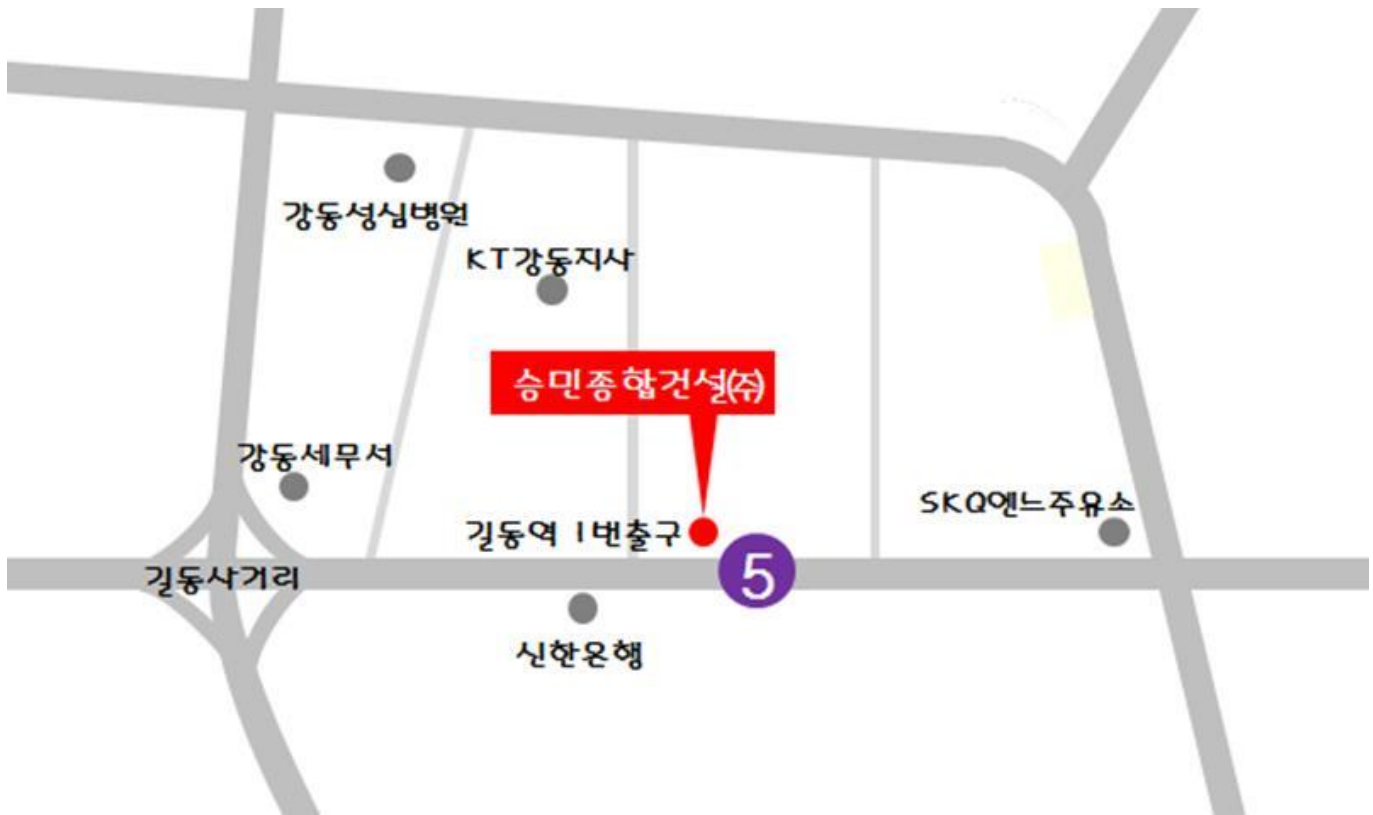 강동성심병원
KT강동지사
승민종합건설㈜
강동세무서
SKQ엔느주유소
길동역 1번출구
5
길동사거리
신한은행